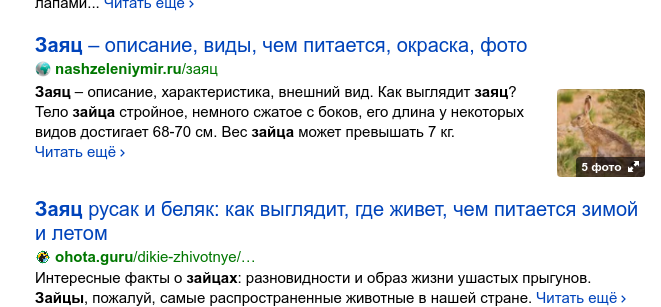 лапами... Читать ещё ›
Заяц – описание, виды, чем питается, окраска, фото
nashzeleniymir.ru/заяц
Заяц – описание, характеристика, внешний вид. Как выглядит заяц?
Тело зайца стройное, немного сжатое с боков, его длина у некоторых
видов достигает 68-70 см. Вес зайца может превышать 7 кг.
Читать ещё ›
5 фото
Заяц русак и беляк: как выглядит, где живет, чем питается зимой
и летом
ohota.guru/dikie-zhivotnye/…
Интересные факты о зайцах: разновидности и образ жизни ушастых прыгунов.
Зайцы, пожалуй, самые распространенные животные в нашей стране. Читать ещё ›